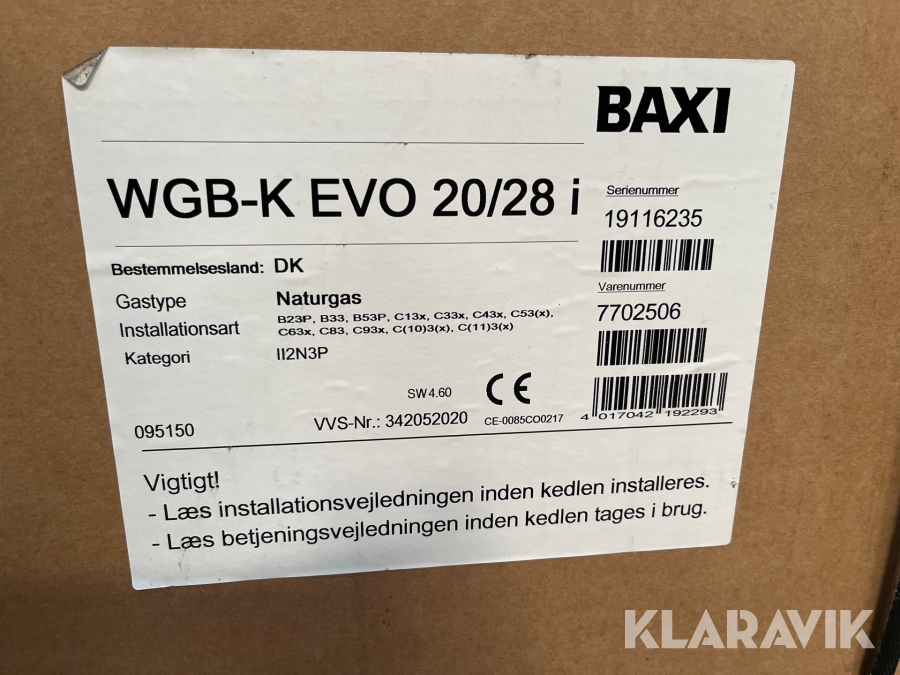 BAXI
WGB-K EVO 20/28 i
Serienummer
19116235
Bestemmelsesland: DK
Varenummer
7702506
Gastype Naturgas
Installationsart B23P, B33, B53P, C13x, C33x, C43x, C53(x),
C63x, C83, C93x, C(10)3(x), C(11)3(x)
Kategori II2N3P
SW4.60
CE
4 017042 192293
095150
VVS-Nr.: 342052020
CE-0085CO0217
Vigtigt!
- Læs installationsvejledningen inden kedlen installeres.
- Læs betjeningsvejledningen inden kedlen tages i brug.
KLARAVIK